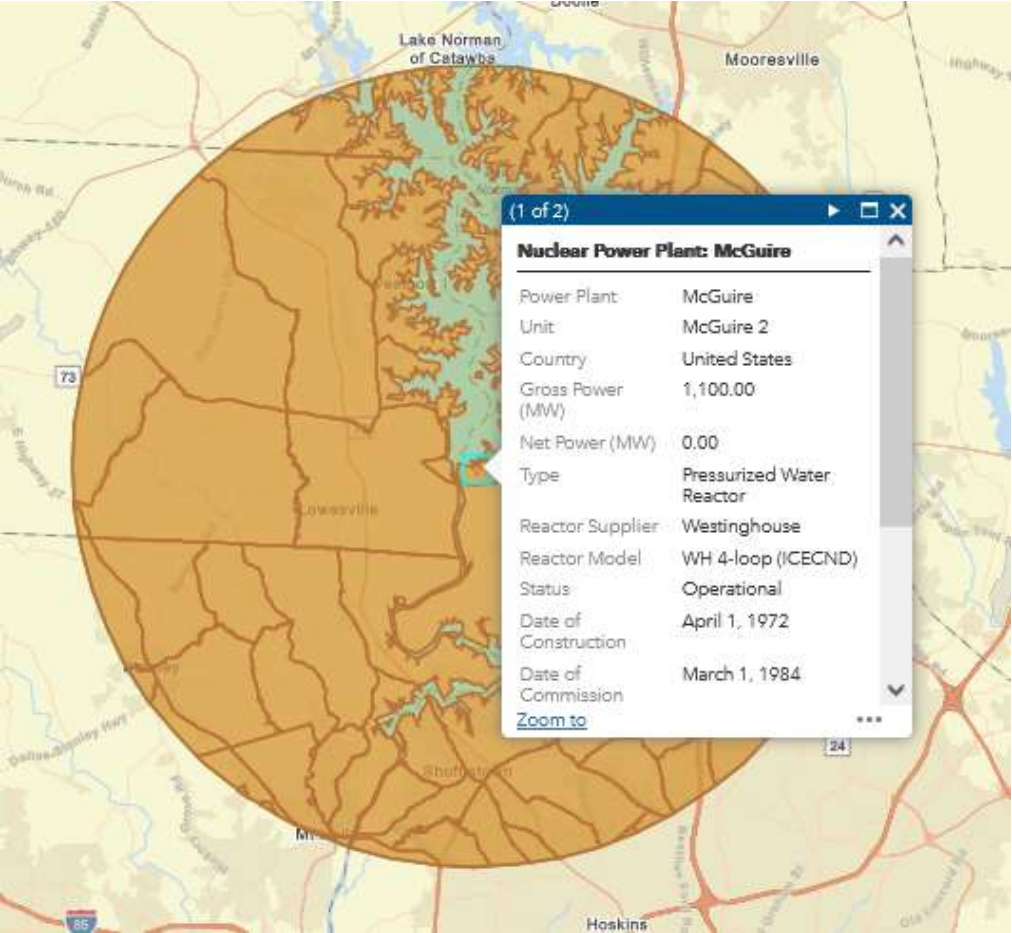 Doolie
Lake Norman
of Catawba
Mooresville
Highway
73
Lowesville
(1 of 2)
Nuclear Power Plant: McGuire
Power Plant McGuire
Unit McGuire 2
Country United States
Gross Power 1,100.00
(MW)
Net Power (MW) 0.00
Type Pressurized Water
Reactor
Reactor Supplier Westinghouse
Reactor Model WH 4-loop (ICECND)
Status Operational
Date of April 1, 1972
Construction
Date of March 1, 1984
Commission
Zoom to
24
85
Hoskins